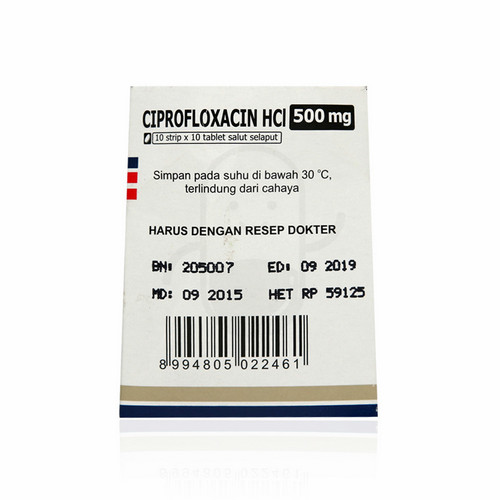 CIPROFLOXACIN HCl 500 mg
10 strip x 10 tablet salut selaput
Simpan pada suhu di bawah 30 °C,
terlindung dari cahaya
HARUS DENGAN RESEP DOKTER
BN: 205007 ED: 09 2019
MD: 09 2015 HET RP 59125
8 994805 022461